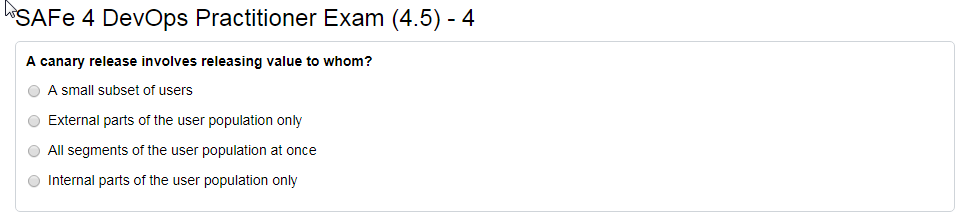 SAFe 4 DevOps Practitioner Exam (4.5) - 4
A canary release involves releasing value to whom?
A small subset of users
External parts of the user population only
All segments of the user population at once
Internal parts of the user population only